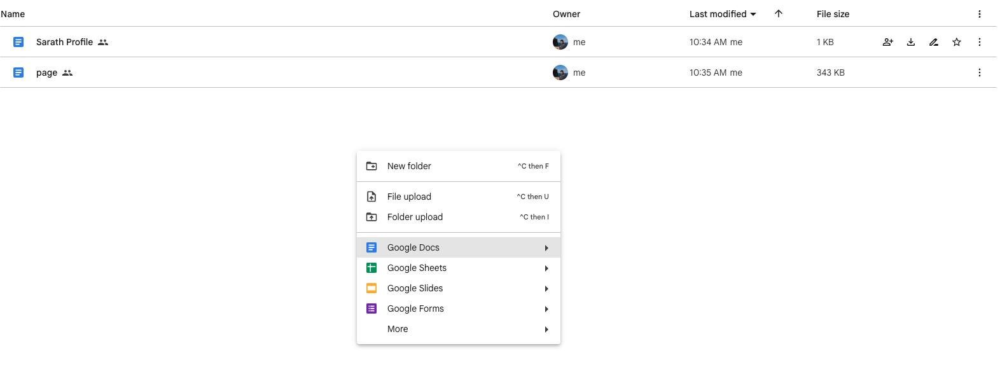 Name Owner Last modified File size
Sarath Profile me 10:34 AM me 1 KB
page me 10:35 AM me 343 KB
New folder ^C then F
File upload ^C then U
Folder upload ^C then I
Google Docs
Google Sheets
Google Slides
Google Forms
More